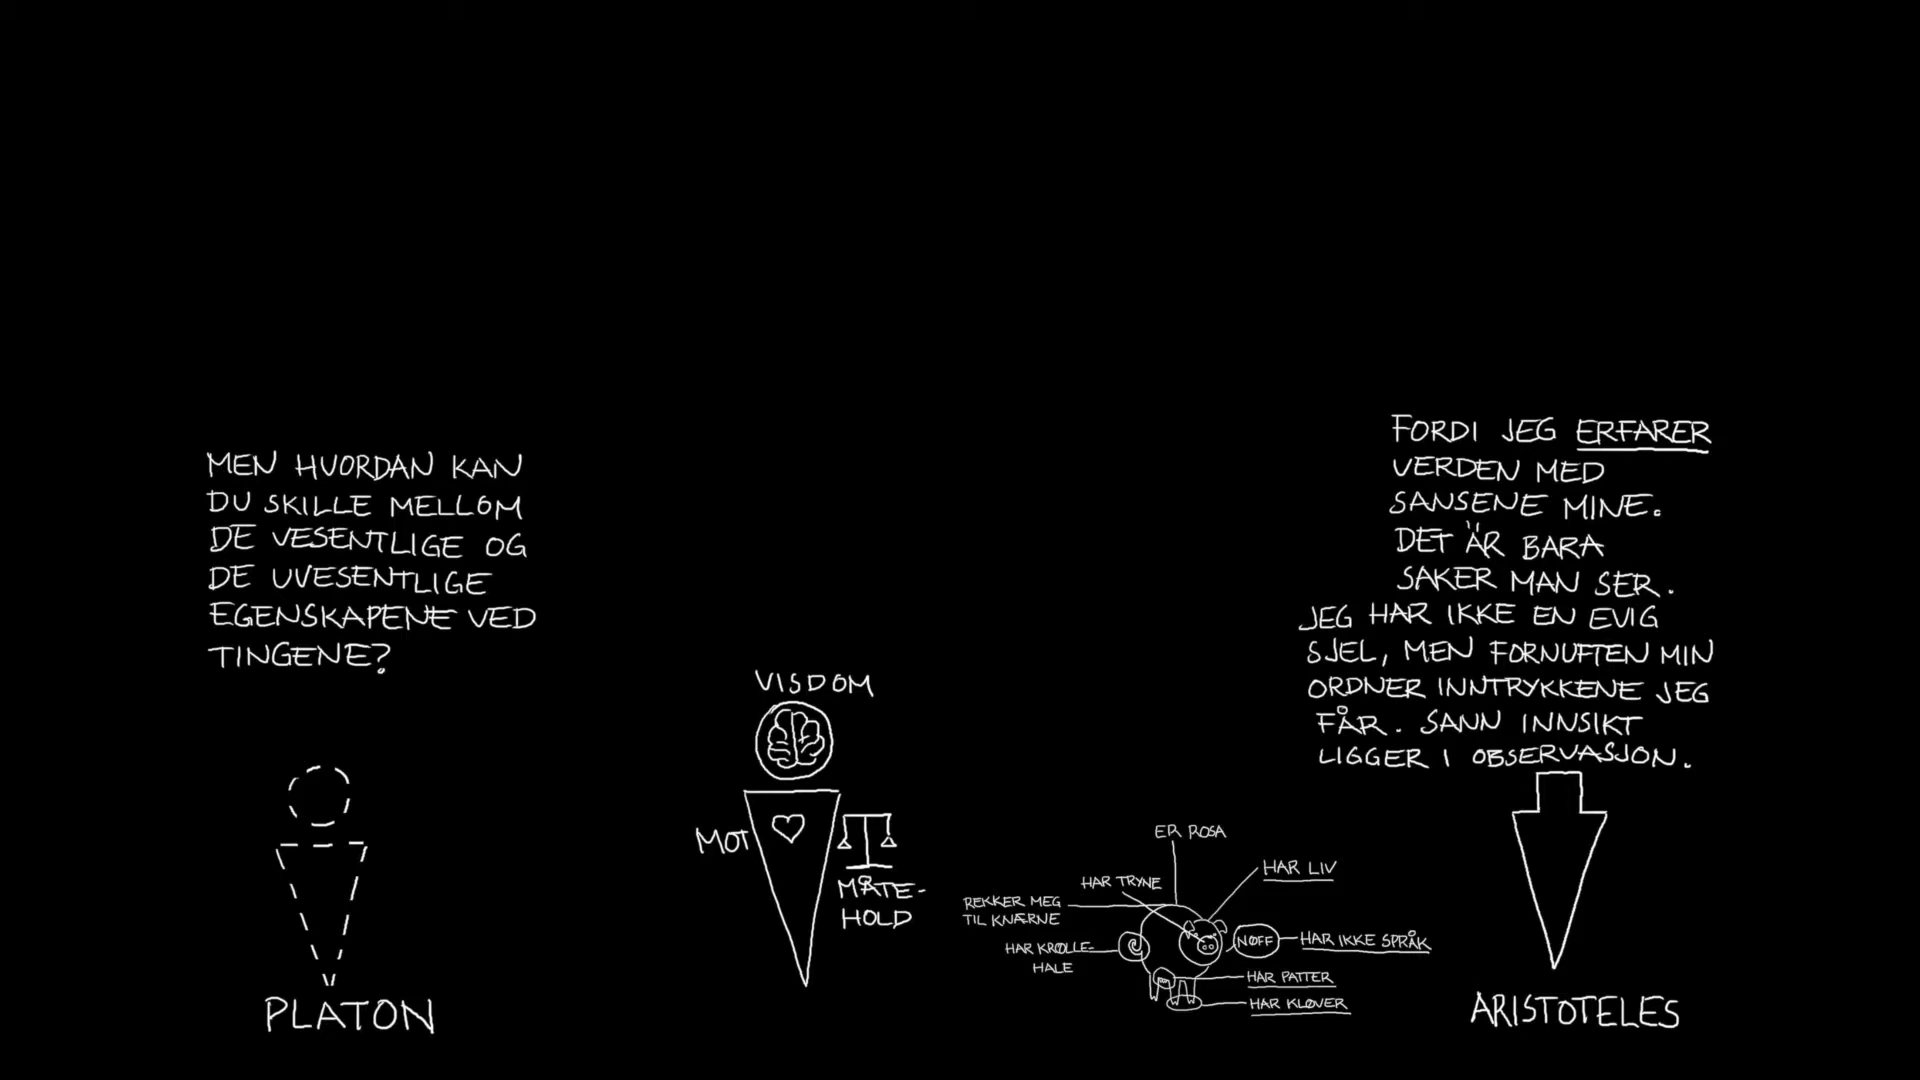 MEN HVORDAN KAN
DU SKILLE MELLOM
DE VESENTLIGE OG
DE UVESENTLIGE
EGENSKAPENE VED
TINGENE?
PLATON
VISDOM
MOT
MÅTE-
HOLD
ER ROSA
HAR TRYNE
HAR LIV
REKKER MEG
TIL KNÆRNE
HAR KRØLLE-
HALE
NØFF
HAR IKKE SPRÅK
HAR PATTER
HAR KLØVER
FORDI JEG ERFARER
VERDEN MED
SANSENE MINE.
DET ÄR BARA
SAKER MAN SER.
JEG HAR IKKE EN EVIG
SJEL, MEN FORNUFTEN MIN
ORDNER INNTRYKKENE JEG
FÅR. SANN INNSIKT
LIGGER I OBSERVASJON.
ARISTOTELES